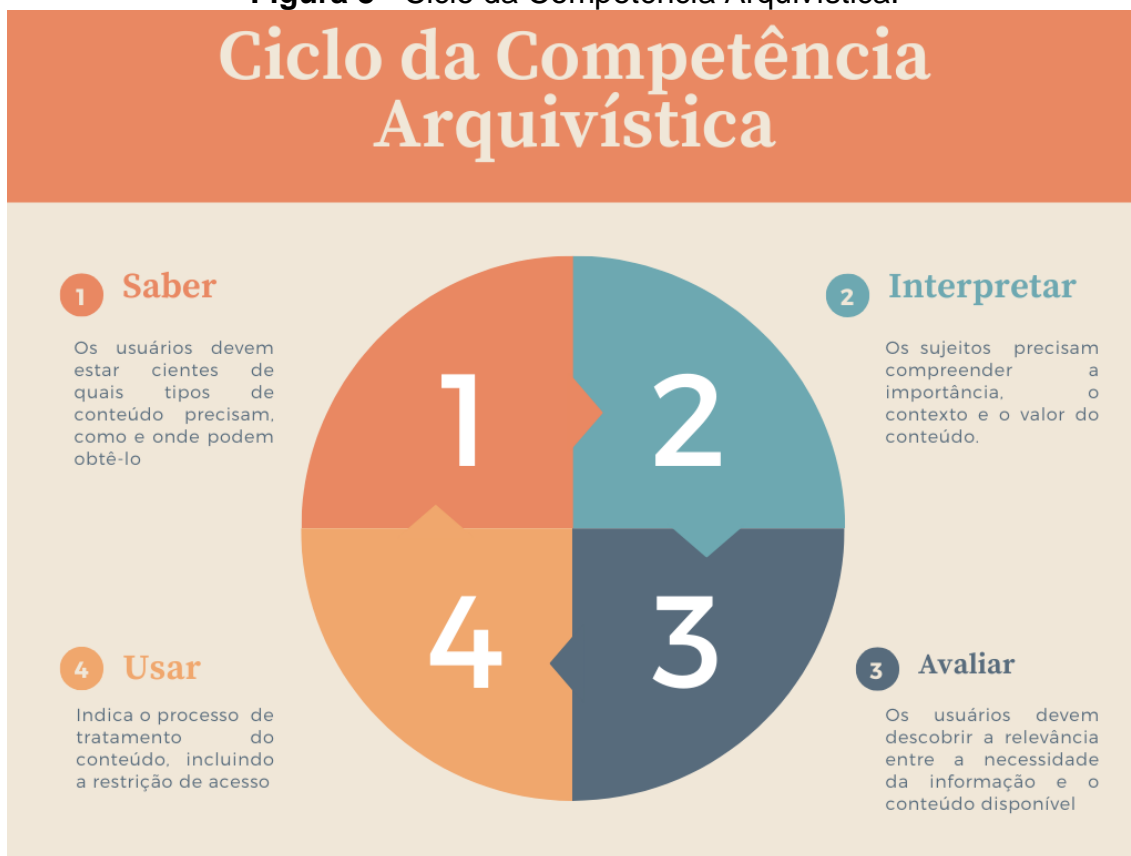 Ciclo da Competência
Arquivística
1 Saber
Os usuários devem
estar cientes de
quais tipos de
conteúdo precisam,
como e onde podem
obtê-lo
2 Interpretar
Os sujeitos precisam
compreender a
importância, o
contexto e o valor do
conteúdo.
1
2
4
3
4 Usar
Indica o processo de
tratamento do
conteúdo, incluindo
a restrição de acesso
3 Avaliar
Os usuários devem
descobrir a relevância
entre a necessidade
da informação e o
conteúdo disponível